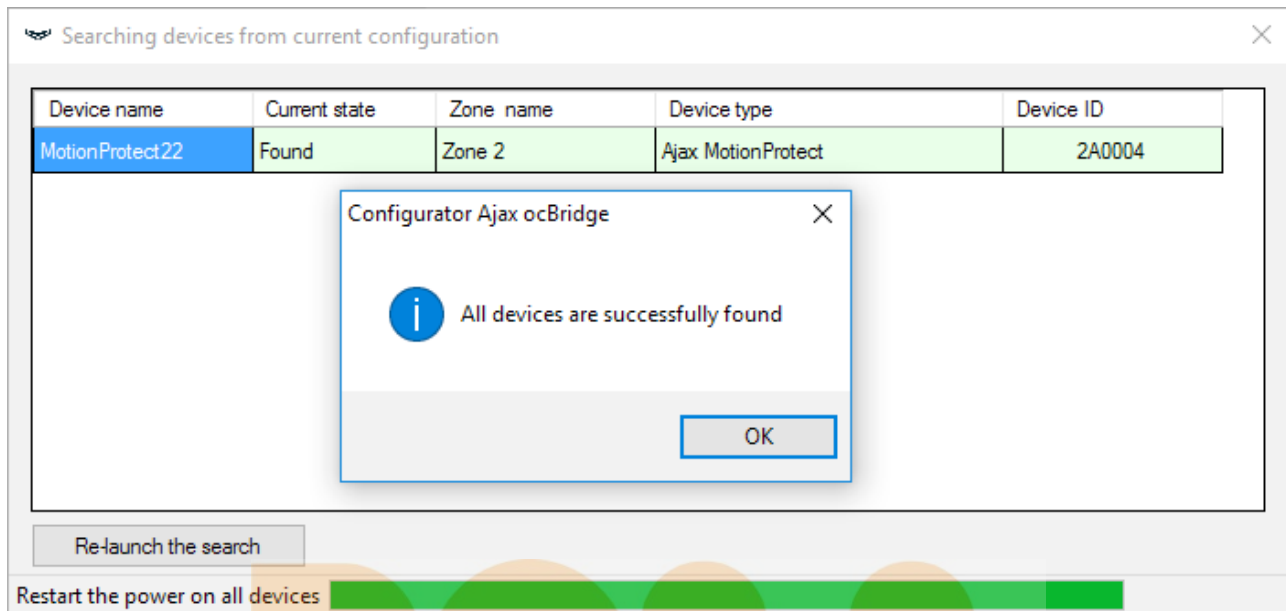 Searching devices from current configuration
Device name Current state Zone name Device type Device ID
MotionProtect22 Found Zone 2 Ajax MotionProtect 2A0004
Configurator Ajax ocBridge
All devices are successfully found
OK
Re-launch the search
Restart the power on all devices